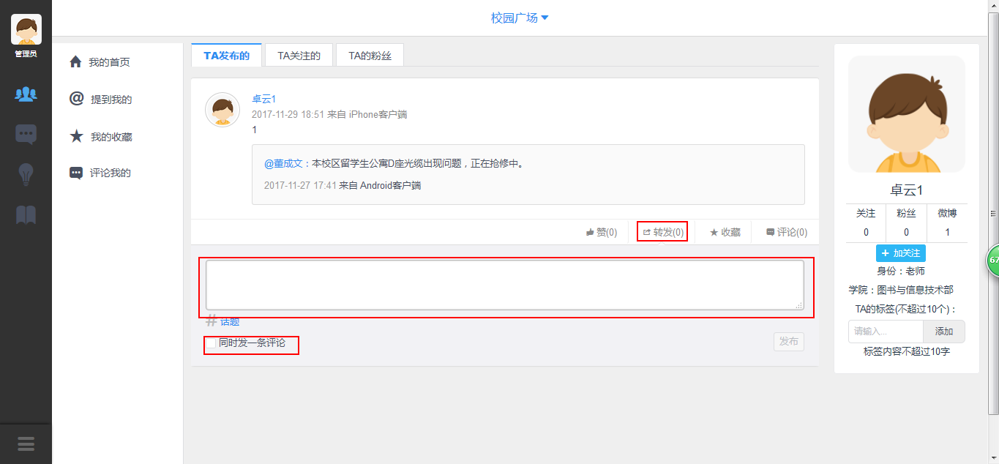 校园广场
管理员
我的首页
@ 提到我的
我的收藏
评论我的
TA发布的 TA关注的 TA的粉丝
卓云1
2017-11-29 18:51 来自 iPhone客户端
1
@董成文：本校区留学生公寓D座光缆出现问题，正在抢修中。
2017-11-27 17:41 来自 Android客户端
赞(0) 转发(0) 收藏 评论(0)
# 话题
同时发一条评论
发布
卓云1
关注 粉丝 微博
0 0 1
+ 加关注
身份：老师
学院：图书与信息技术部
TA的标签(不超过10个)：
请输入... 添加
标签内容不超过10字
67